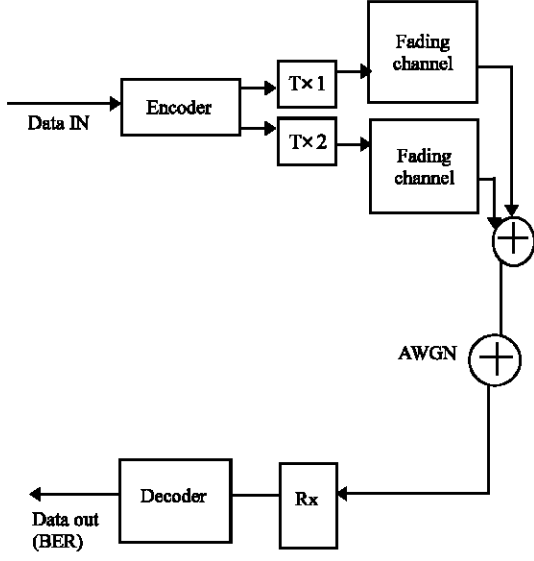 Fading
channel
T× 1
Encoder
Data IN
T× 2
Fading
channel
+
AWGN
+
Decoder
Rx
Data out
(BER)